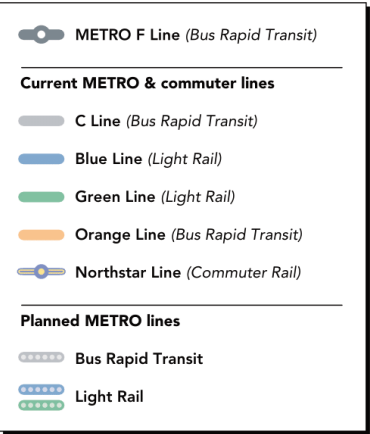 METRO F Line (Bus Rapid Transit)
Current METRO & commuter lines
C Line (Bus Rapid Transit)
Blue Line (Light Rail)
Green Line (Light Rail)
Orange Line (Bus Rapid Transit)
Northstar Line (Commuter Rail)
Planned METRO lines
Bus Rapid Transit
Light Rail